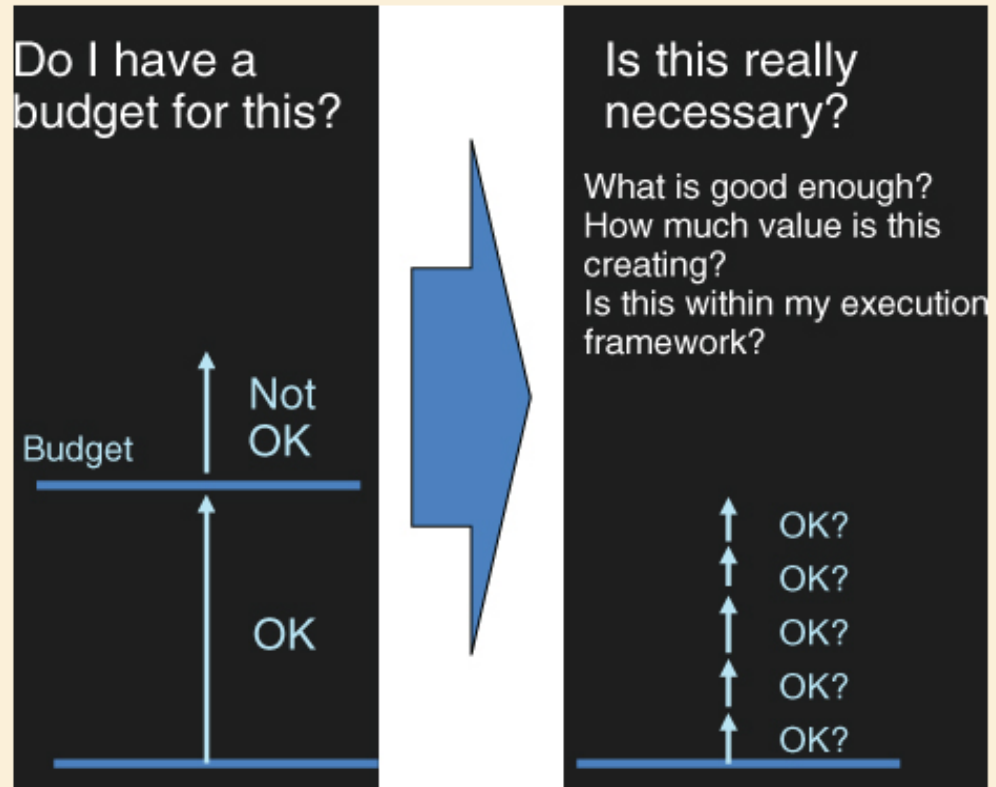 Do I have a
budget for this?
Not
OK
Budget
OK
Is this really
necessary?
What is good enough?
How much value is this
creating?
Is this within my execution
framework?
OK?
OK?
OK?
OK?
OK?